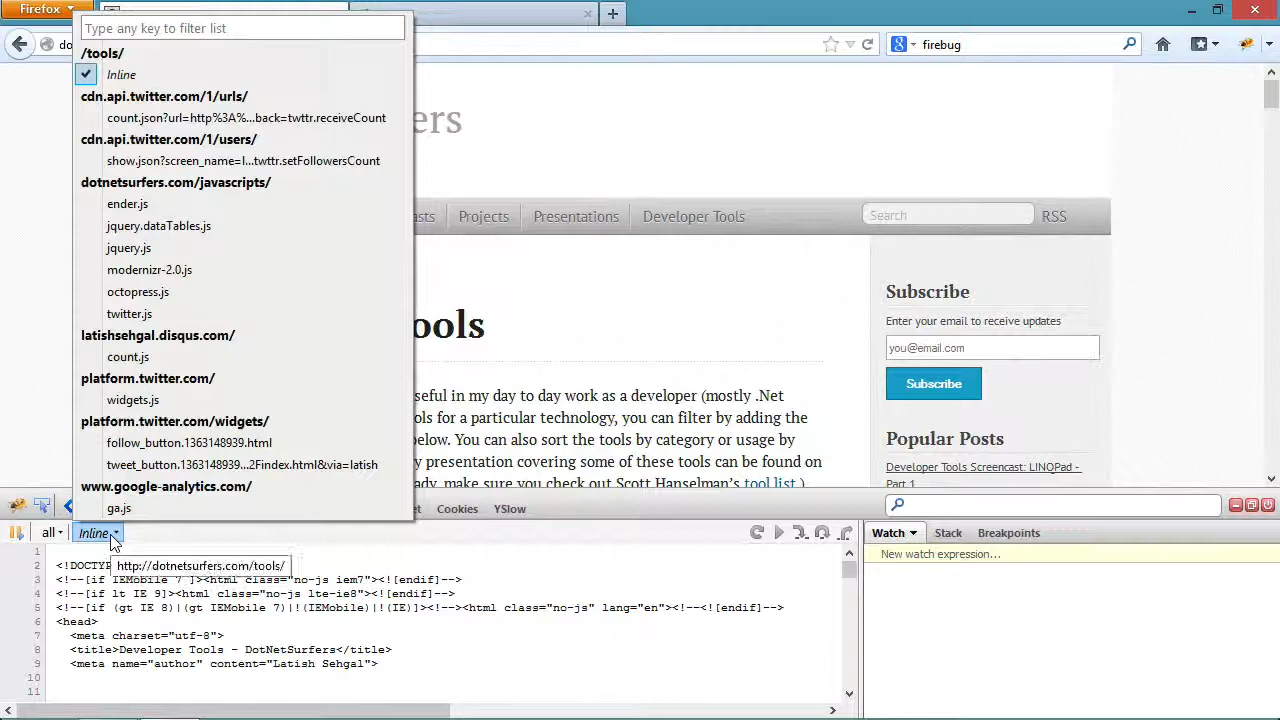 Firefox
Type any key to filter list
/tools/
Inline
cdn.api.twitter.com/1/urls/
count.json?url=http%3A%...back=twttr.receiveCount
cdn.api.twitter.com/1/users/
show.json?screen_name=l...twttr.setFollowersCount
dotnetsurfers.com/javascripts/
ender.js
jquery.dataTables.js
jquery.js
modernizr-2.0.js
octopress.js
twitter.js
latishsehgal.disqus.com/
count.js
platform.twitter.com/
widgets.js
platform.twitter.com/widgets/
follow_button.1363148939.html
tweet_button.1363148939...2Findex.html&via=latish
www.google-analytics.com/
ga.js
do
firebug
ers
asts Projects Presentations Developer Tools Search RSS
ools
seful in my day to day work as a developer (mostly .Net
ols for a particular technology, you can filter by adding the
below. You can also sort the tools by category or usage by
y presentation covering some of these tools can be found on
ady, make sure you check out Scott Hanselman's tool list.)
Subscribe
Enter your email to receive updates
you@email.com
Subscribe
Popular Posts
Developer Tools Screencast: LINQPad -
Part 1
et Cookies YSlow
all Inline
Watch Stack Breakpoints
New watch expression...
http://dotnetsurfers.com/tools/
1
2 <!DOCTYP
3 <!--[if IEMobile 7 ]><html class="no-js iem7"><![endif]-->
4 <!--[if lt IE 9]><html class="no-js lte-ie8"><![endif]-->
5 <!--[if (gt IE 8)|(gt IEMobile 7)|!(IEMobile)|!(IE)]><!--><html class="no-js" lang="en"><!--<![endif]-->
6 <head>
7 <meta charset="utf-8">
8 <title>Developer Tools - DotNetSurfers</title>
9 <meta name="author" content="Latish Sehgal">
10
11